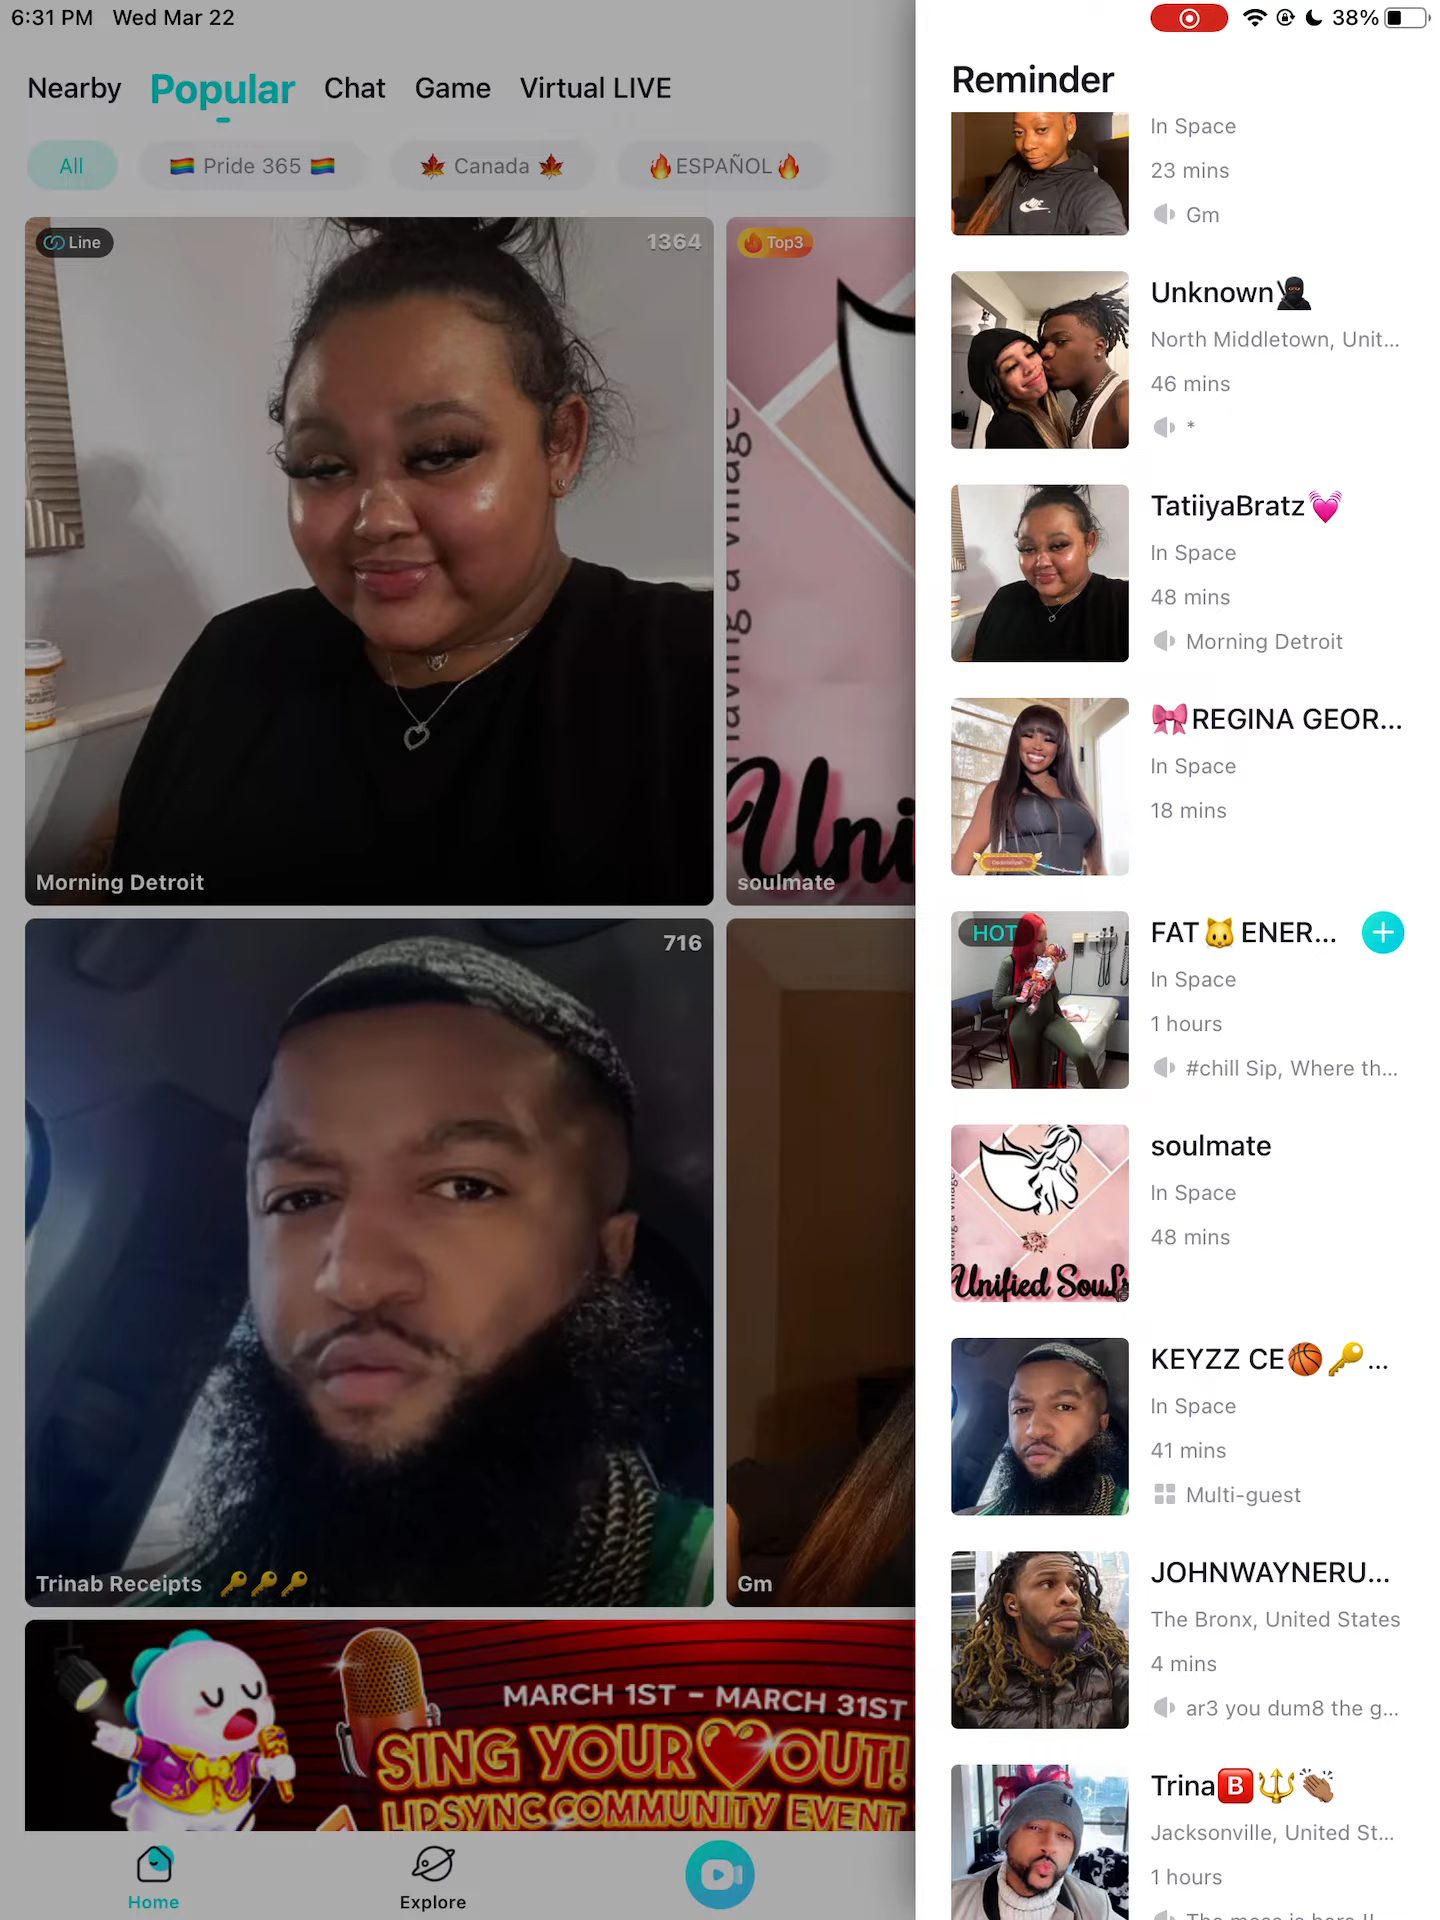 6:31 PM Wed Mar 22
38%
Nearby Popular Chat Game Virtual LIVE
All Pride 365 Canada ESPAÑOL
Line
1364
Morning Detroit
Top3
having a village
Uni
soulmate
716
Trinab Receipts
Gm
MARCH 1ST - MARCH 31ST
SING YOUR OUT!
LIPSYNC COMMUNITY EVENT
Home
Explore
Reminder
In Space
23 mins
Gm
Unknown
North Middletown, Unit...
46 mins
*
TatiiyaBratz
In Space
48 mins
Morning Detroit
REGINA GEOR...
In Space
18 mins
HOT
FAT ENER...
In Space
1 hours
#chill Sip, Where th...
having a village
Unified Souls
soulmate
In Space
48 mins
KEYZZ CE ...
In Space
41 mins
Multi-guest
JOHNWAYNERU...
The Bronx, United States
4 mins
ar3 you dum8 the g...
Trina B
Jacksonville, United St...
1 hours